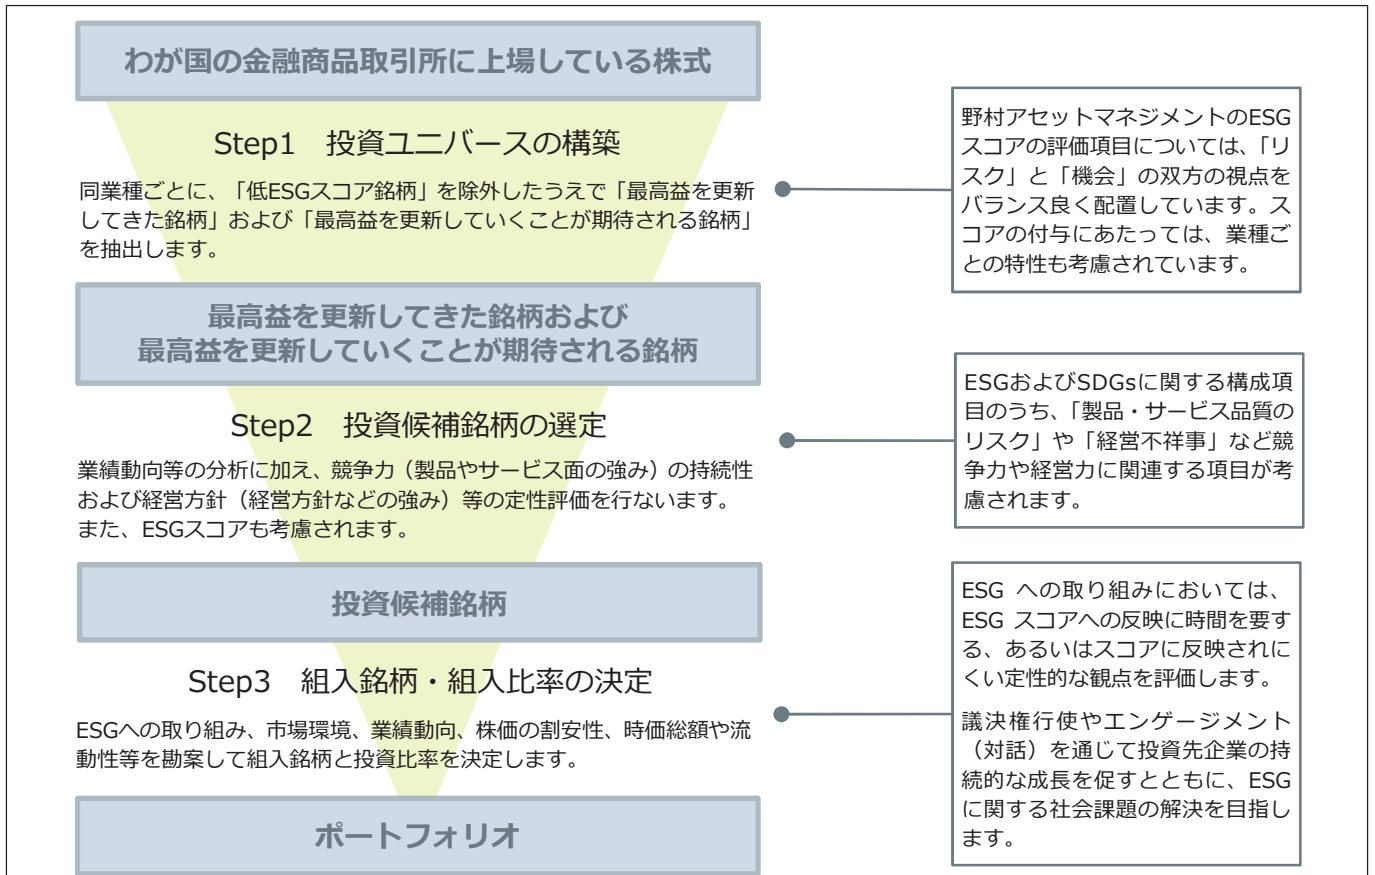 わが国の金融商品取引所に上場している株式
Step1　投資ユニバースの構築
同業種ごとに、「低ESGスコア銘柄」を除外したうえで「最高益を更新
してきた銘柄」および「最高益を更新していくことが期待される銘柄」
を抽出します。
野村アセットマネジメントのESG
スコアの評価項目については、「リ
スク」と「機会」の双方の視点を
バランス良く配置しています。ス
コアの付与にあたっては、業種ご
との特性も考慮されています。
最高益を更新してきた銘柄および
最高益を更新していくことが期待される銘柄
Step2　投資候補銘柄の選定
業績動向等の分析に加え、競争力（製品やサービス面の強み）の持続性
および経営方針（経営方針などの強み）等の定性評価を行ないます。
また、ESGスコアも考慮されます。
ESGおよびSDGsに関する構成項
目のうち、「製品・サービス品質の
リスク」や「経営不祥事」など競
争力や経営力に関連する項目が考
慮されます。
投資候補銘柄
Step3　組入銘柄・組入比率の決定
ESGへの取り組み、市場環境、業績動向、株価の割安性、時価総額や流
動性等を勘案して組入銘柄と投資比率を決定します。
ESG への取り組みにおいては、
ESG スコアへの反映に時間を要す
る、あるいはスコアに反映されに
くい定性的な観点を評価します。
議決権行使やエンゲージメント
（対話）を通じて投資先企業の持
続的な成長を促すとともに、ESG
に関する社会課題の解決を目指し
ます。
ポートフォリオ